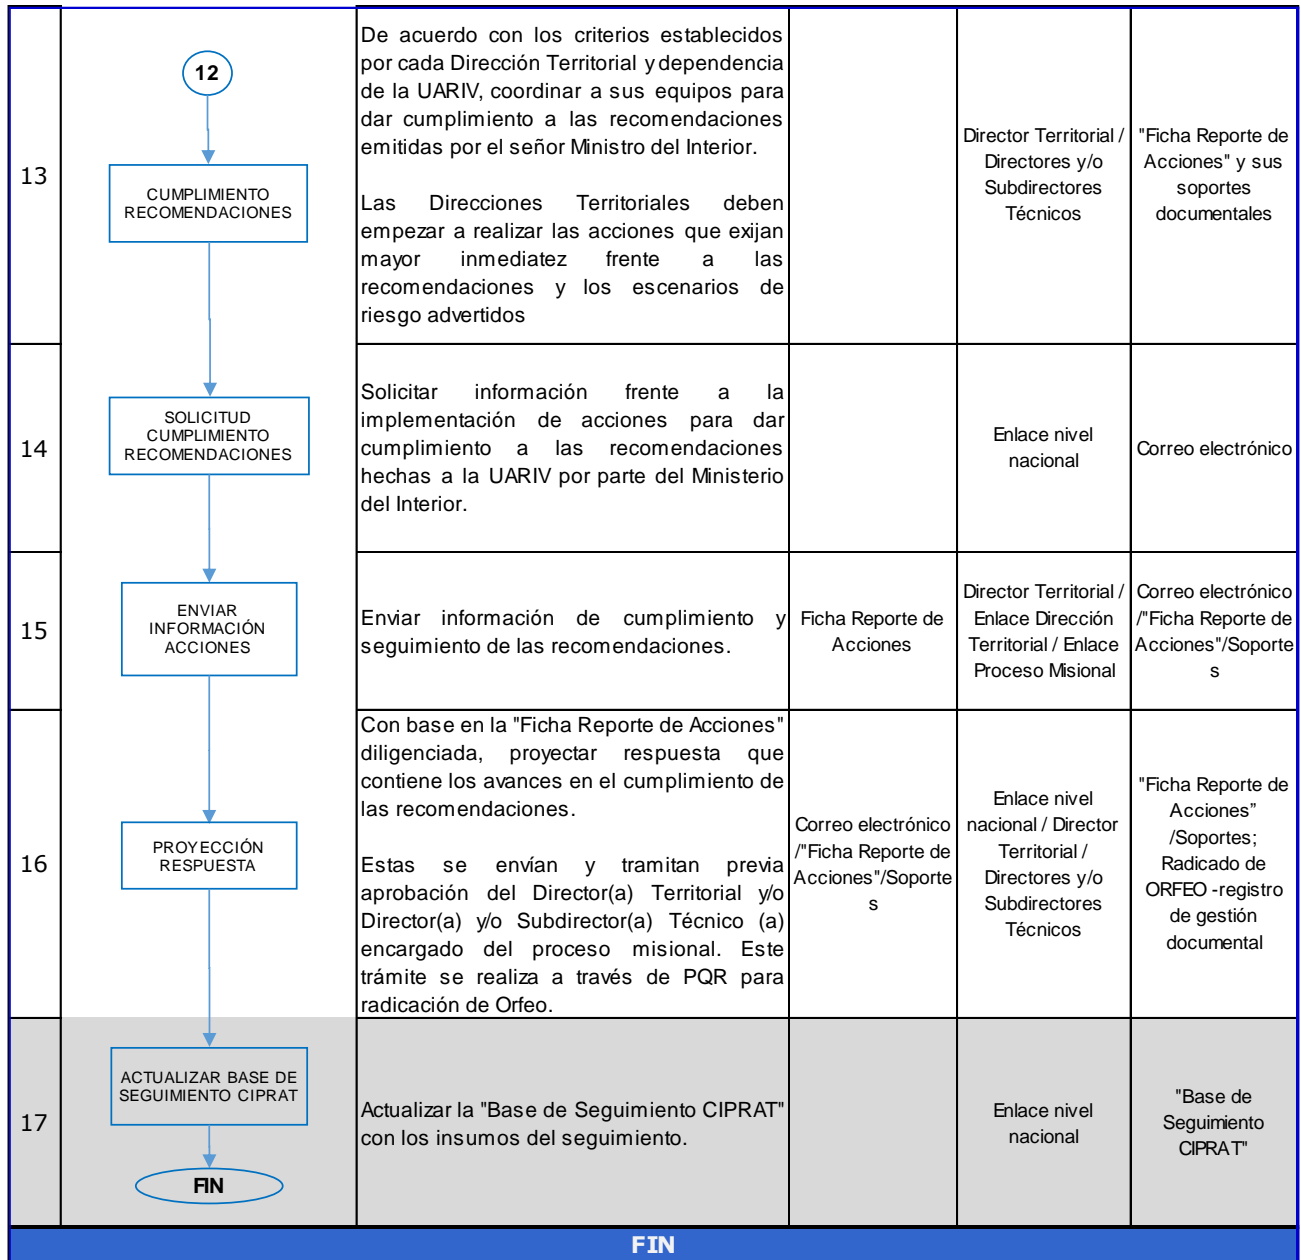 13
12
CUMPLIMIENTO
RECOMENDACIONES
De acuerdo con los criterios establecidos
por cada Dirección Territorial y dependencia
de la UARIV, coordinar a sus equipos para
dar cumplimiento a las recomendaciones
emitidas por el señor Ministro del Interior.
Las Direcciones Territoriales deben
empezar a realizar las acciones que exijan
mayor inmediatez frente a las
recomendaciones y los escenarios de
riesgo advertidos
Director Territorial /
Directores y/o
Subdirectores
Técnicos
"Ficha Reporte de
Acciones" y sus
soportes
documentales
14
SOLICITUD
CUMPLIMIENTO
RECOMENDACIONES
Solicitar información frente a la
implementación de acciones para dar
cumplimiento a las recomendaciones
hechas a la UARIV por parte del Ministerio
del Interior.
Enlace nivel
nacional
Correo electrónico
15
ENVIAR
INFORMACIÓN
ACCIONES
Enviar información de cumplimiento y
seguimiento de las recomendaciones.
Ficha Reporte de
Acciones
Director Territorial /
Enlace Dirección
Territorial / Enlace
Proceso Misional
Correo electrónico
/"Ficha Reporte de
Acciones"/Soporte
s
16
PROYECCIÓN
RESPUESTA
Con base en la "Ficha Reporte de Acciones"
diligenciada, proyectar respuesta que
contiene los avances en el cumplimiento de
las recomendaciones.
Estas se envían y tramitan previa
aprobación del Director(a) Territorial y/o
Director(a) y/o Subdirector(a) Técnico (a)
encargado del proceso misional. Este
trámite se realiza a través de PQR para
radicación de Orfeo.
Correo electrónico
/"Ficha Reporte de
Acciones"/Soporte
s
Enlace nivel
nacional / Director
Territorial /
Directores y/o
Subdirectores
Técnicos
"Ficha Reporte de
Acciones”
/Soportes;
Radicado de
ORFEO -registro
de gestión
documental
17
ACTUALIZAR BASE DE
SEGUIMIENTO CIPRAT
FIN
Actualizar la "Base de Seguimiento CIPRAT"
con los insumos del seguimiento.
Enlace nivel
nacional
"Base de
Seguimiento
CIPRAT"
FIN